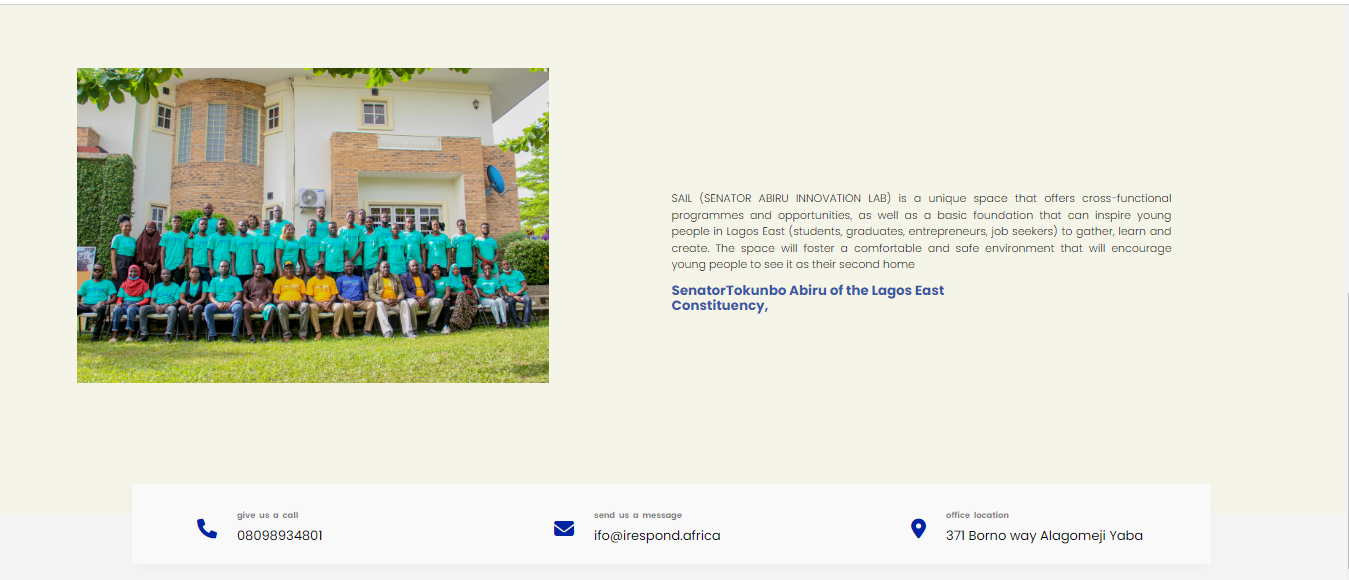 SAIL (SENATOR ABIRU INNOVATION LAB) is a unique space that offers cross-functional
programmes and opportunities, as well as a basic foundation that can inspire young
people in Lagos East (students, graduates, entrepreneurs, job seekers) to gather, learn and
create. The space will foster a comfortable and safe environment that will encourage
young people to see it as their second home
SenatorTokunbo Abiru of the Lagos East
Constituency,
give us a call
08098934801
send us a message
ifo@irespond.africa
office location
371 Borno way Alagomeji Yaba